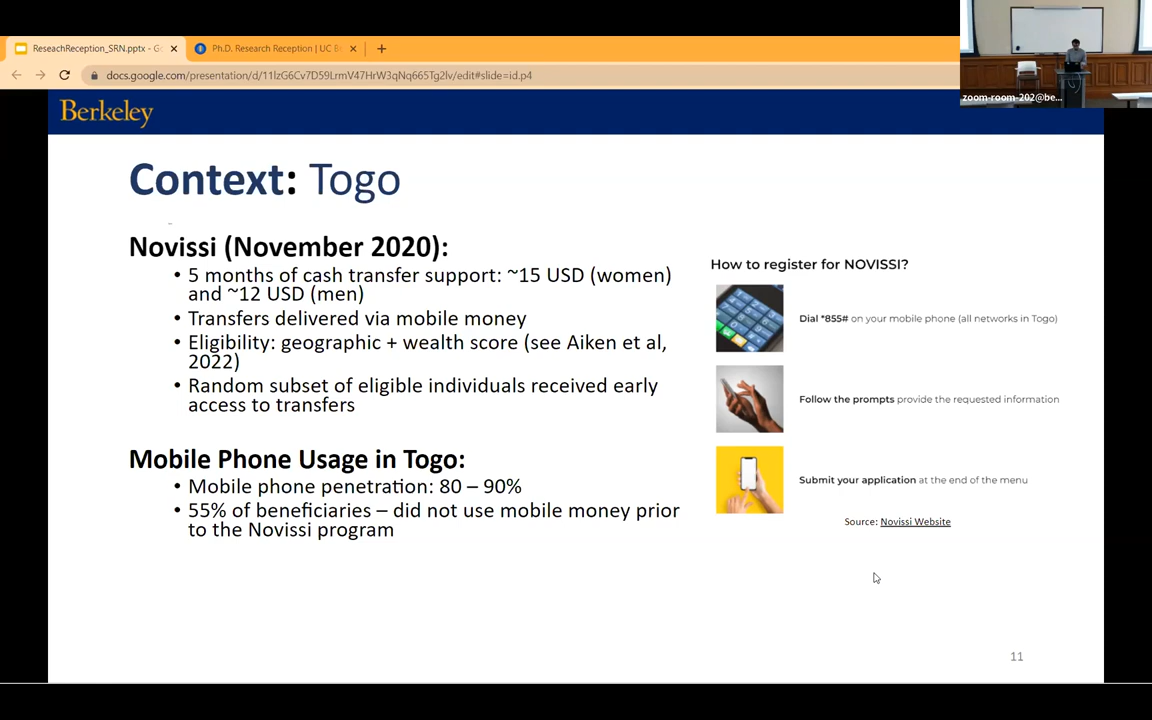 ReseachReception_SRN.pptx - Go
Ph.D. Research Reception | UC B
docs.google.com/presentation/d/11lzG6Cv7D59LrmV47HrW3qNq665Tg2lv/edit#slide=id.p4
zoom-room-202@be...
Berkeley
Context: Togo
Novissi (November 2020):
• 5 months of cash transfer support: ~15 USD (women)
and ~12 USD (men)
• Transfers delivered via mobile money
• Eligibility: geographic + wealth score (see Aiken et al,
2022)
• Random subset of eligible individuals received early
access to transfers
Mobile Phone Usage in Togo:
• Mobile phone penetration: 80 – 90%
• 55% of beneficiaries – did not use mobile money prior
to the Novissi program
How to register for NOVISSI?
Dial *855# on your mobile phone (all networks in Togo)
Follow the prompts provide the requested information
Submit your application at the end of the menu
Source: Novissi Website
11